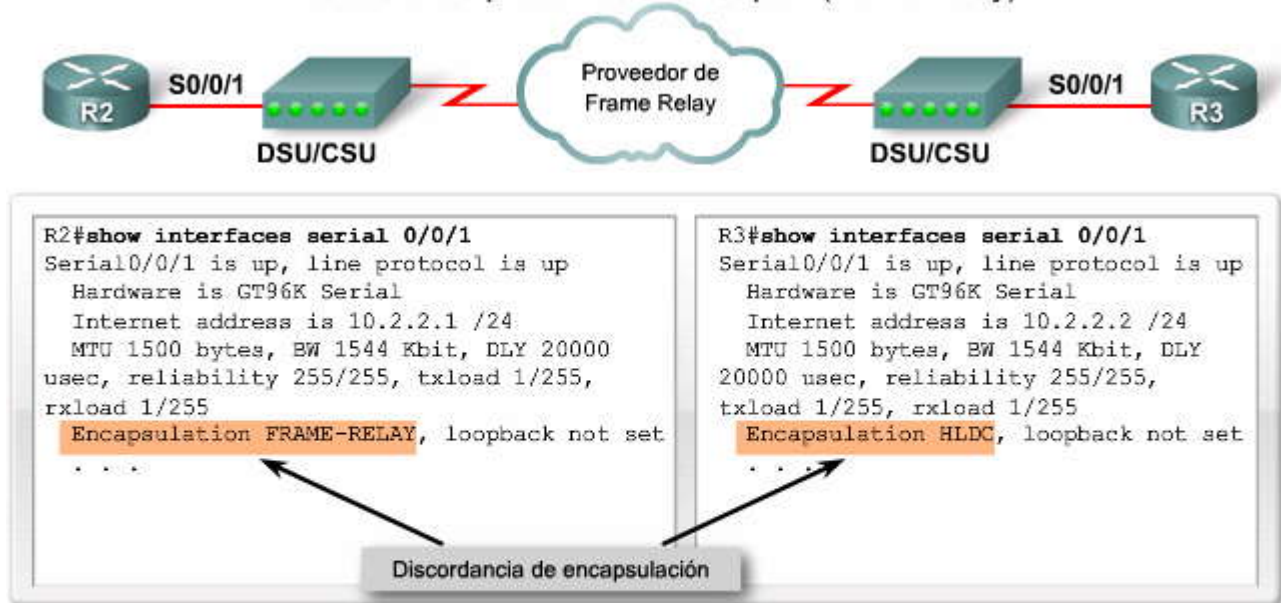 R2
S0/0/1
DSU/CSU
Proveedor de
Frame Relay
S0/0/1
R3
DSU/CSU
R2#show interfaces serial 0/0/1
Serial0/0/1 is up, line protocol is up
Hardware is GT96K Serial
Internet address is 10.2.2.1 /24
MTU 1500 bytes, BW 1544 Kbit, DLY 20000
usec, reliability 255/255, txload 1/255,
rxload 1/255
Encapsulation FRAME-RELAY, loopback not set
. . .
R3#show interfaces serial 0/0/1
Serial0/0/1 is up, line protocol is up
Hardware is GT96K Serial
Internet address is 10.2.2.2 /24
MTU 1500 bytes, BW 1544 Kbit, DLY
20000 usec, reliability 255/255,
txload 1/255, rxload 1/255
Encapsulation HLDC, loopback not set
. . .
Discordancia de encapsulación